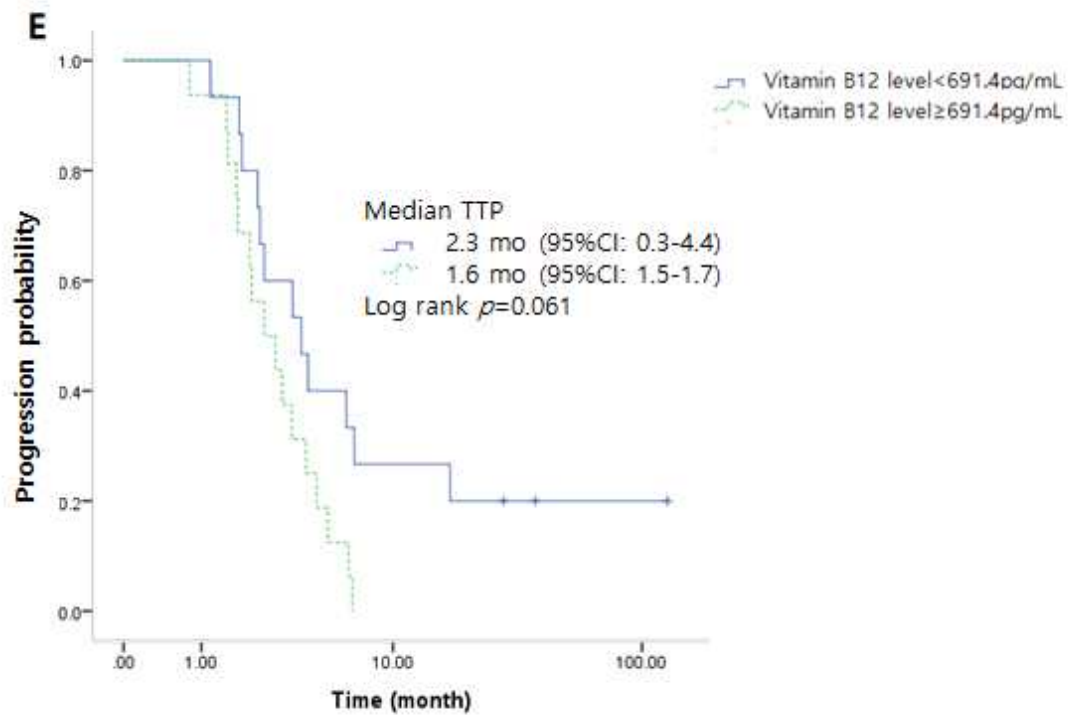 E
Vitamin B12 level<691.4pg/mL
Vitamin B12 level≥691.4pg/mL
Median TTP
2.3 mo (95%CI: 0.3-4.4)
1.6 mo (95%CI: 1.5-1.7)
Log rank p=0.061
Progression probability
1.0
0.8
0.6
0.4
0.2
0.0
.00 1.00 10.00 100.00
Time (month)